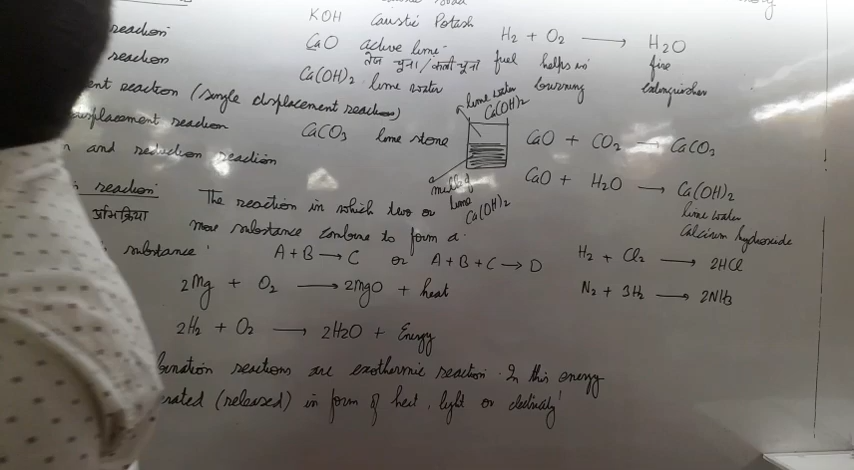 KOH Caustic Potash
reaction
H₂ + O₂ ⟶ H₂O
CaO active lime
reaction
तेज चुना / कली चुना
fuel helps in fire
burning extinguisher
Ca(OH)₂ lime water
ent reaction (single displacement reaction)
lime water
Ca(OH)₂
displacement reaction
CaCO₃ lime stone
CaO + CO₂ ⟶ CaCO₃
n and reduction reaction
CaO + H₂O ⟶ Ca(OH)₂
lime water
Calcium hydroxide
lime
Ca(OH)₂
reaction
The reaction in which two or
अभिक्रिया
more substance combine to form a
substance
A + B ⟶ C or A + B + C ⟶ D
H₂ + Cl₂ ⟶ 2HCl
2Mg + O₂ ⟶ 2MgO + heat
N₂ + 3H₂ ⟶ 2NH₃
2H₂ + O₂ ⟶ 2H2O + Energy
bination reactions are exothermic reaction. In this energy
erated (released) in form of heat, light or electricity